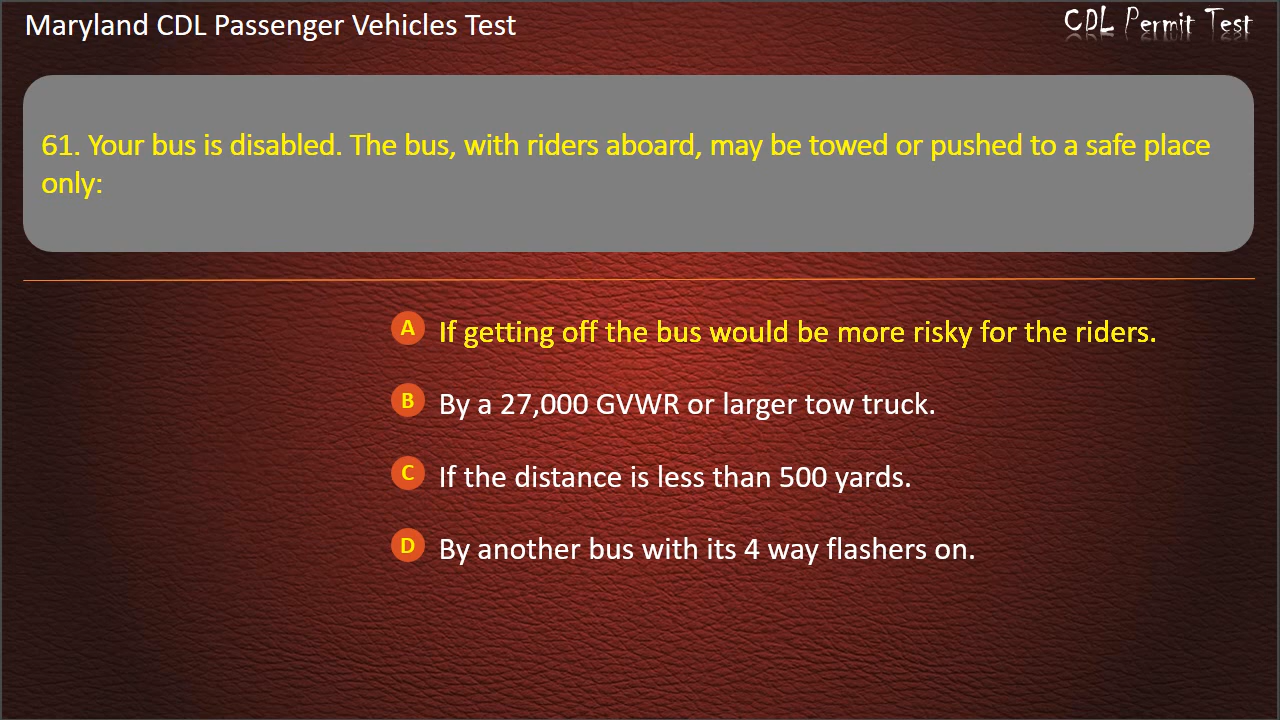 Maryland CDL Passenger Vehicles Test
CDL Permit Test
61. Your bus is disabled. The bus, with riders aboard, may be towed or pushed to a safe place
only:
A If getting off the bus would be more risky for the riders.
B By a 27,000 GVWR or larger tow truck.
C If the distance is less than 500 yards.
D By another bus with its 4 way flashers on.